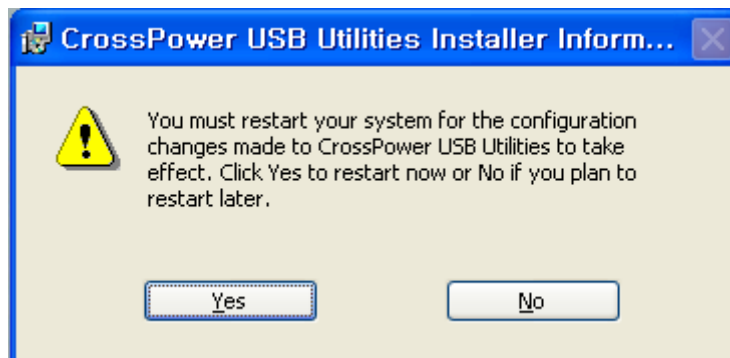 CrossPower USB Utilities Installer Inform...
You must restart your system for the configuration
changes made to CrossPower USB Utilities to take
effect. Click Yes to restart now or No if you plan to
restart later.
Yes
No